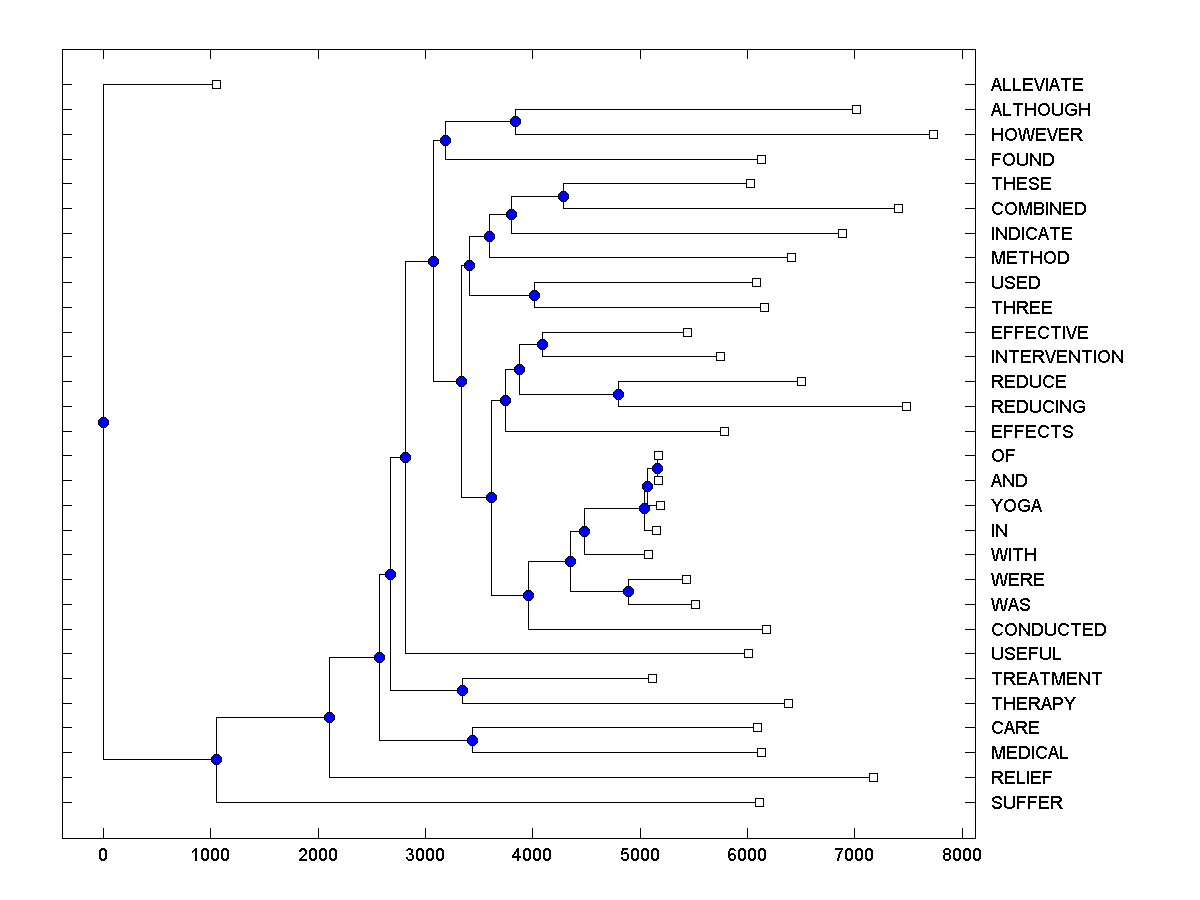 ALLEVIATE
ALTHOUGH
HOWEVER
FOUND
THESE
COMBINED
INDICATE
METHOD
USED
THREE
EFFECTIVE
INTERVENTION
REDUCE
REDUCING
EFFECTS
OF
AND
YOGA
IN
WITH
WERE
WAS
CONDUCTED
USEFUL
TREATMENT
THERAPY
CARE
MEDICAL
RELIEF
SUFFER
0 1000 2000 3000 4000 5000 6000 7000 8000